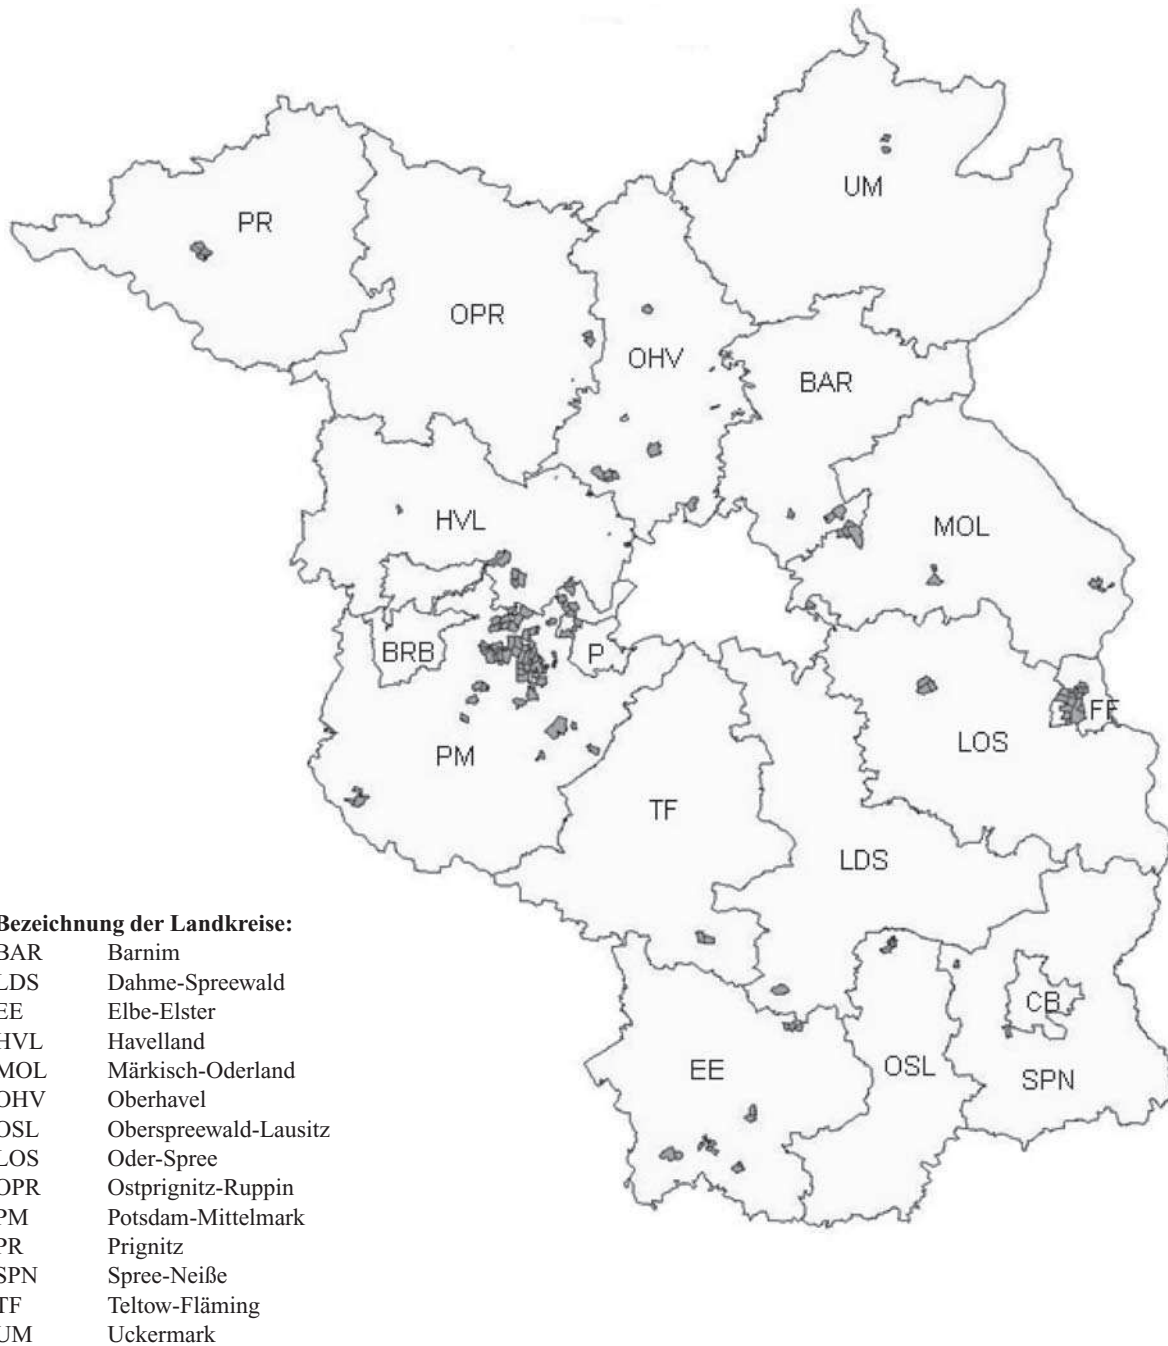 UM
PR
OPR
OHV
BAR
HVL
MOL
BRB
P
FF
LOS
PM
TF
LDS
CB
EE
OSL
SPN
Bezeichnung der Landkreise:
BAR Barnim
LDS Dahme-Spreewald
EE Elbe-Elster
HVL Havelland
MOL Märkisch-Oderland
OHV Oberhavel
OSL Oberspreewald-Lausitz
LOS Oder-Spree
OPR Ostprignitz-Ruppin
PM Potsdam-Mittelmark
PR Prignitz
SPN Spree-Neiße
TF Teltow-Fläming
UM Uckermark